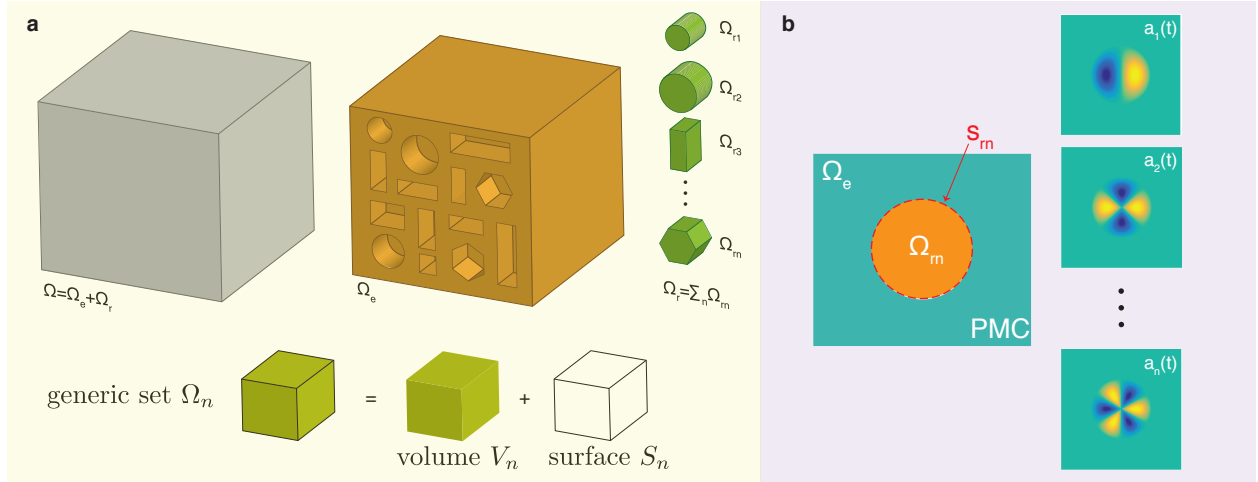 a
Ω=Ωₑ+Ωᵣ
Ωₑ
Ωᵣ₁
Ωᵣ₂
Ωᵣ₃
Ωᵣₙ
Ωᵣ=∑ₙΩᵣₙ
generic set Ωₙ
=
+
volume Vₙ
surface Sₙ
b
Sᵣₙ
Ωₑ
Ωᵣₙ
PMC
a₁(t)
a₂(t)
aₙ(t)